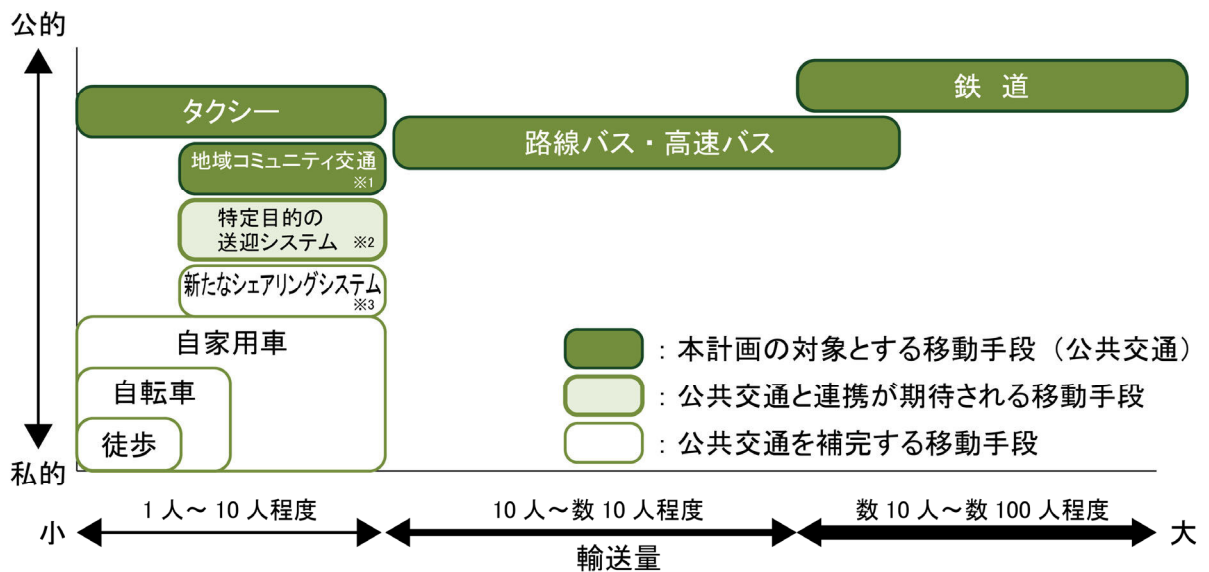 公的
鉄 道
タクシー
路線バス・高速バス
地域コミュニティ交通
※1
特定目的の
送迎システム ※2
新たなシェアリングシステム
※3
自家用車
自転車
徒歩
：本計画の対象とする移動手段（公共交通）
：公共交通と連携が期待される移動手段
：公共交通を補完する移動手段
私的
1人～10人程度
10人～数10人程度
数10人～数100人程度
小
大
輸送量